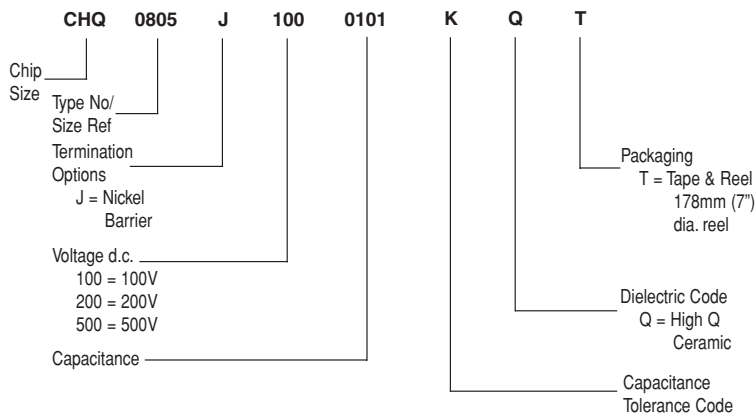 CHQ 0805 J 100 0101 K Q T
Chip
Size
Type No/
Size Ref
Termination
Options
J = Nickel
Barrier
Voltage d.c.
100 = 100V
200 = 200V
500 = 500V
Capacitance
Packaging
T = Tape & Reel
178mm (7”)
dia. reel
Dielectric Code
Q = High Q
Ceramic
Capacitance
Tolerance Code